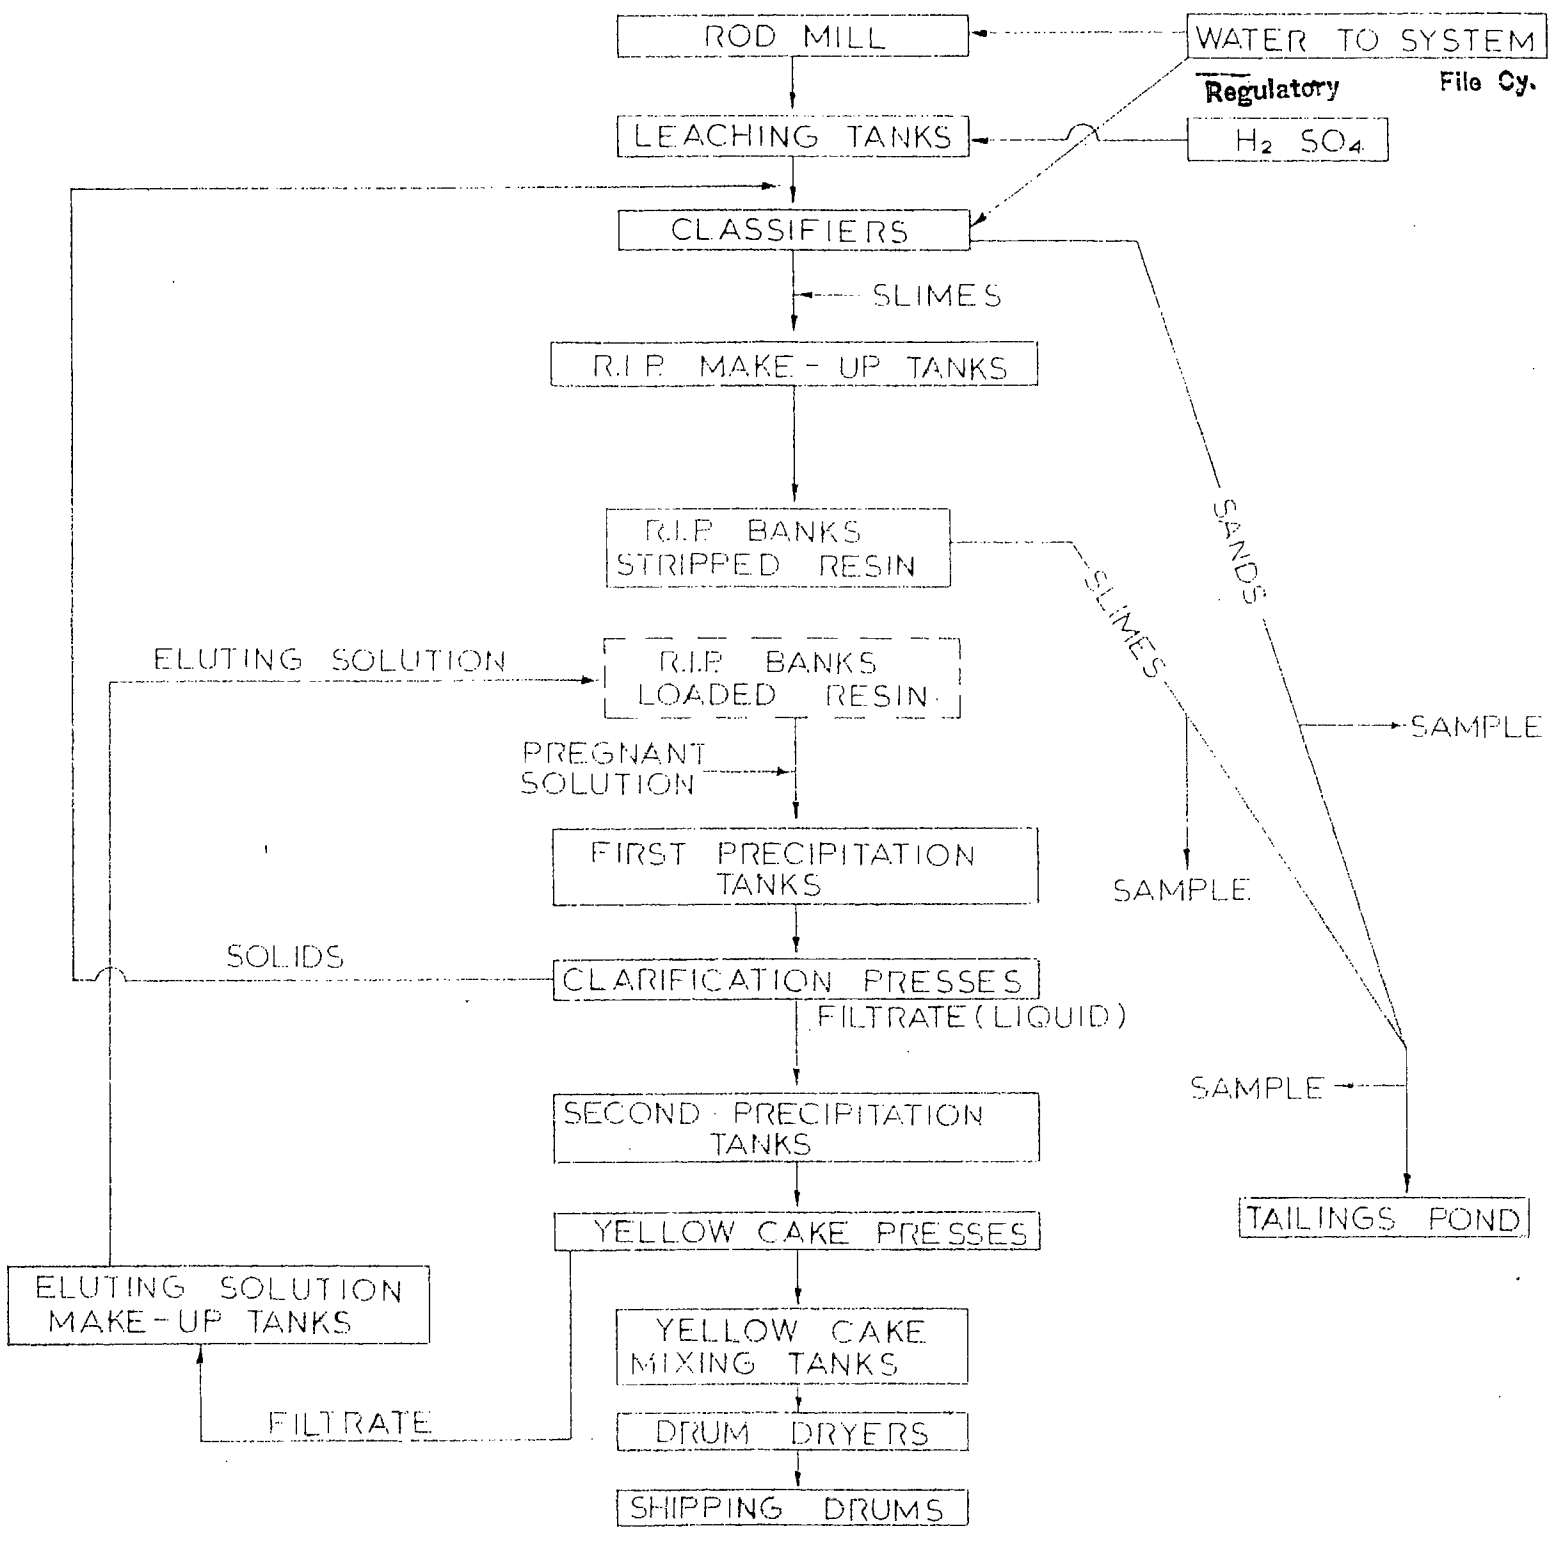 ROD MILL
WATER TO SYSTEM
Regulatory
File Cy.
LEACHING TANKS
H2 SO4
CLASSIFIERS
SLIMES
R.I.P. MAKE-UP TANKS
SANDS
R.I.P. BANKS
STRIPPED RESIN
SLIMES
ELUTING SOLUTION
R.I.P. BANKS
LOADED RESIN
SAMPLE
PREGNANT
SOLUTION
FIRST PRECIPITATION
TANKS
SAMPLE
SOLIDS
CLARIFICATION PRESSES
FILTRATE (LIQUID)
SAMPLE
SECOND PRECIPITATION
TANKS
TAILINGS POND
YELLOW CAKE PRESSES
ELUTING SOLUTION
MAKE-UP TANKS
YELLOW CAKE
MIXING TANKS
FILTRATE
DRUM DRYERS
SHIPPING DRUMS